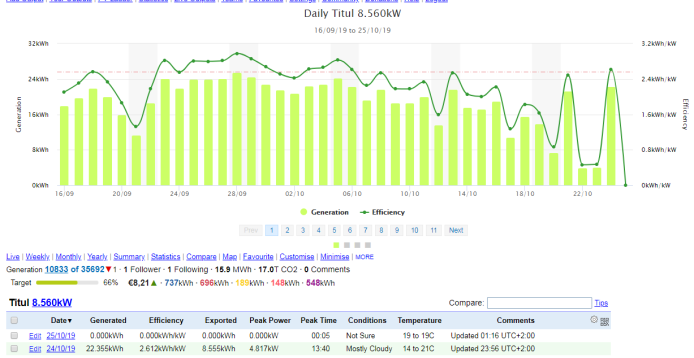 Daily Titul 8.560kW
16/09/19 to 25/10/19
32kWh
24kWh
16kWh
8kWh
0kWh
Generation
3.2kWh/kW
2.4kWh/kW
1.6kWh/kW
0.8kWh/kW
0kWh/kW
Efficiency
16/09 20/09 24/09 28/09 02/10 06/10 10/10 14/10 18/10 22/10
Generation Efficiency
Prev 1 2 3 4 5 6 7 8 9 10 11 Next
Live | Weekly | Monthly | Yearly | Summary | Statistics | Compare | Map | Favourite | Customise | Minimise | MORE
Generation 10833 of 35692▼1 · 1 Follower · 1 Following · 15.9 MWh · 17.0T CO2 · 0 Comments
Target 66% €8,21▲ · 737kWh · 696kWh · 189kWh · 148kWh · 548kWh
Titul 8.560kW Compare: Tips
Date▼ Generated Efficiency Exported Peak Power Peak Time Conditions Temperature Comments
Edit 25/10/19 0.000kWh 0.000kWh/kW 0.000kWh 0.000kW 00:05 Not Sure 19 to 19C Updated 01:16 UTC+2:00
Edit 24/10/19 22.355kWh 2.612kWh/kW 8.555kWh 4.817kW 13:40 Mostly Cloudy 14 to 21C Updated 23:56 UTC+2:00